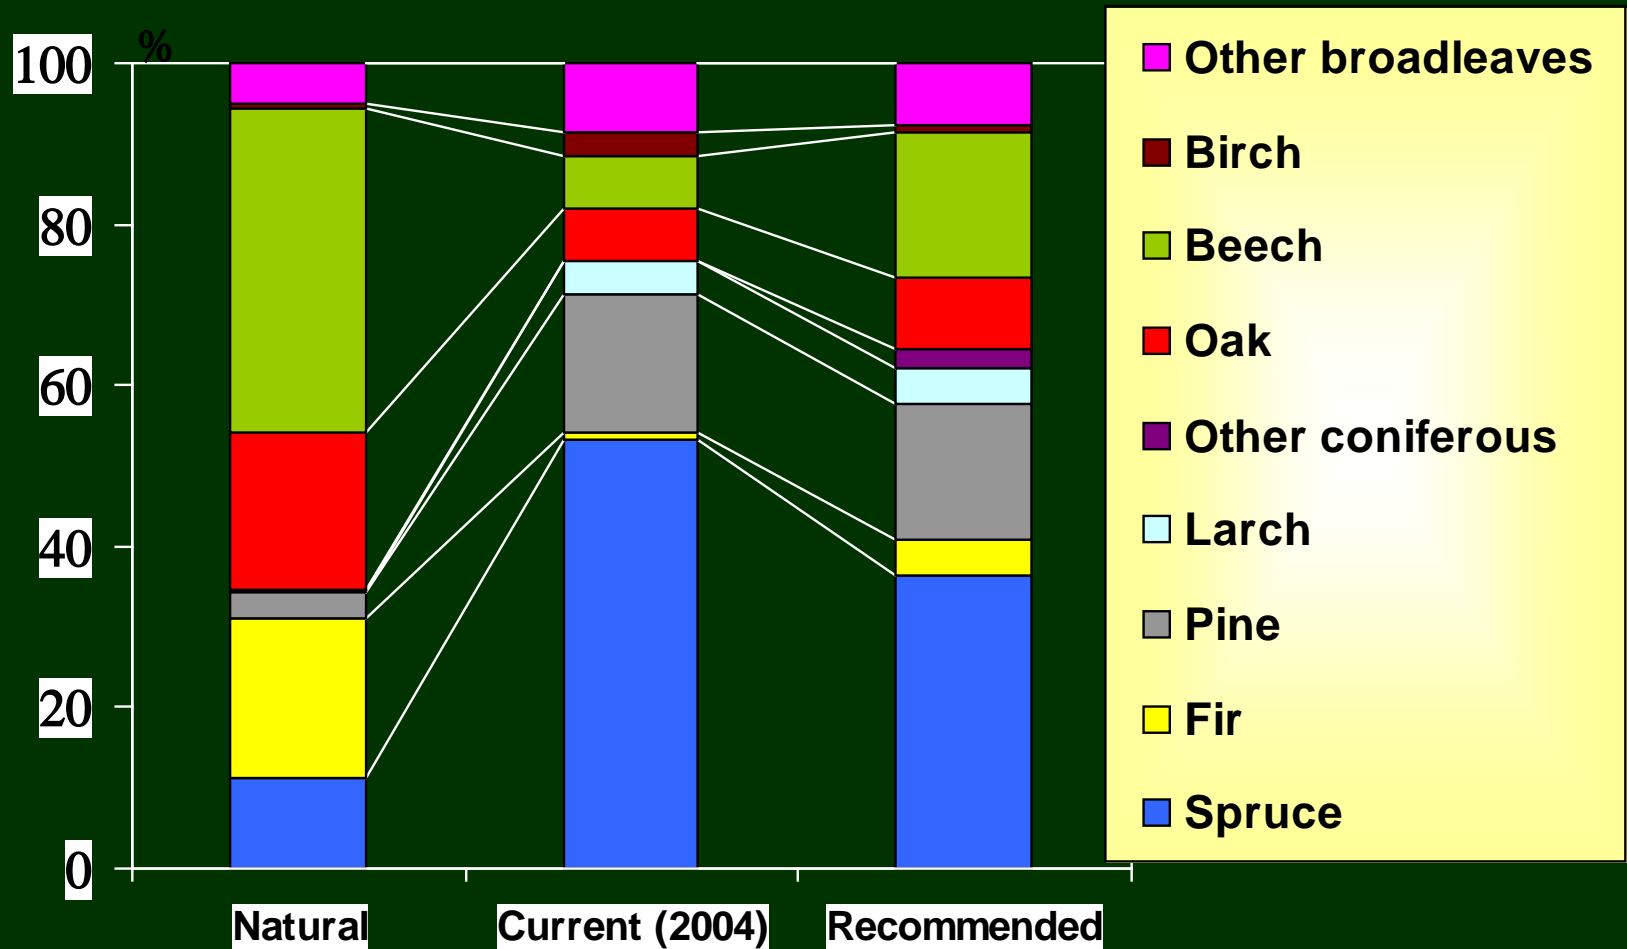 %
100
80
60
40
20
0
Natural
Current (2004)
Recommended
Other broadleaves
Birch
Beech
Oak
Other coniferous
Larch
Pine
Fir
Spruce